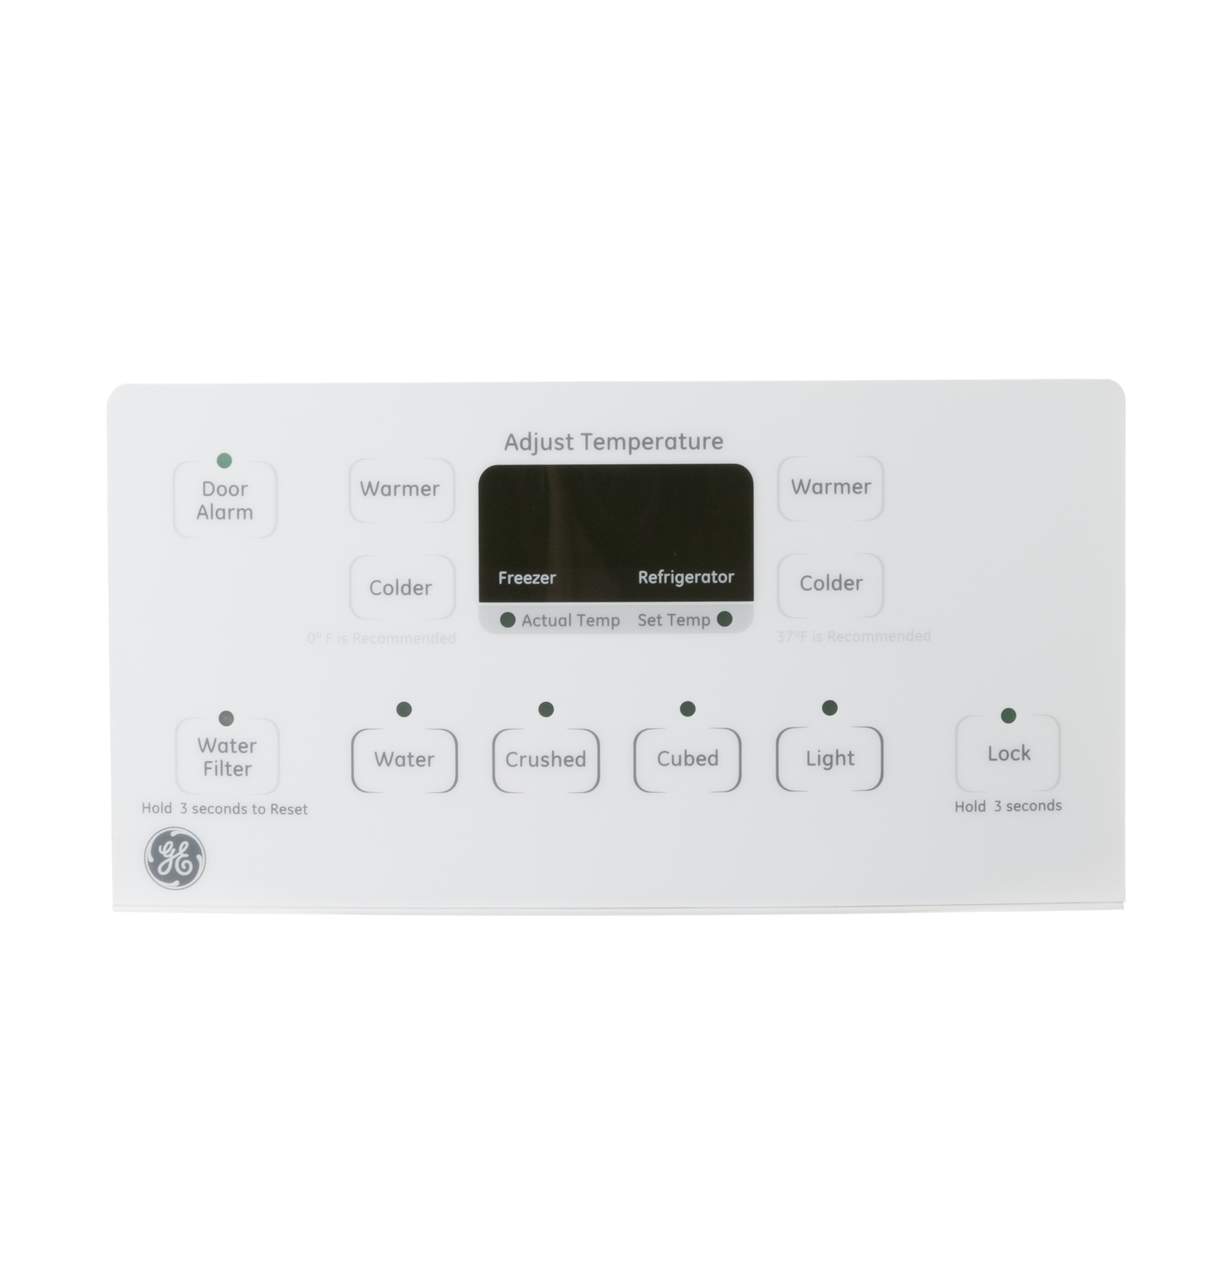 Adjust Temperature
Door
Alarm
Warmer
Warmer
Colder
Freezer
Refrigerator
Colder
Actual Temp
Set Temp
0° F is Recommended
37°F is Recommended
Water
Filter
Hold 3 seconds to Reset
Water
Crushed
Cubed
Light
Lock
Hold 3 seconds
GE